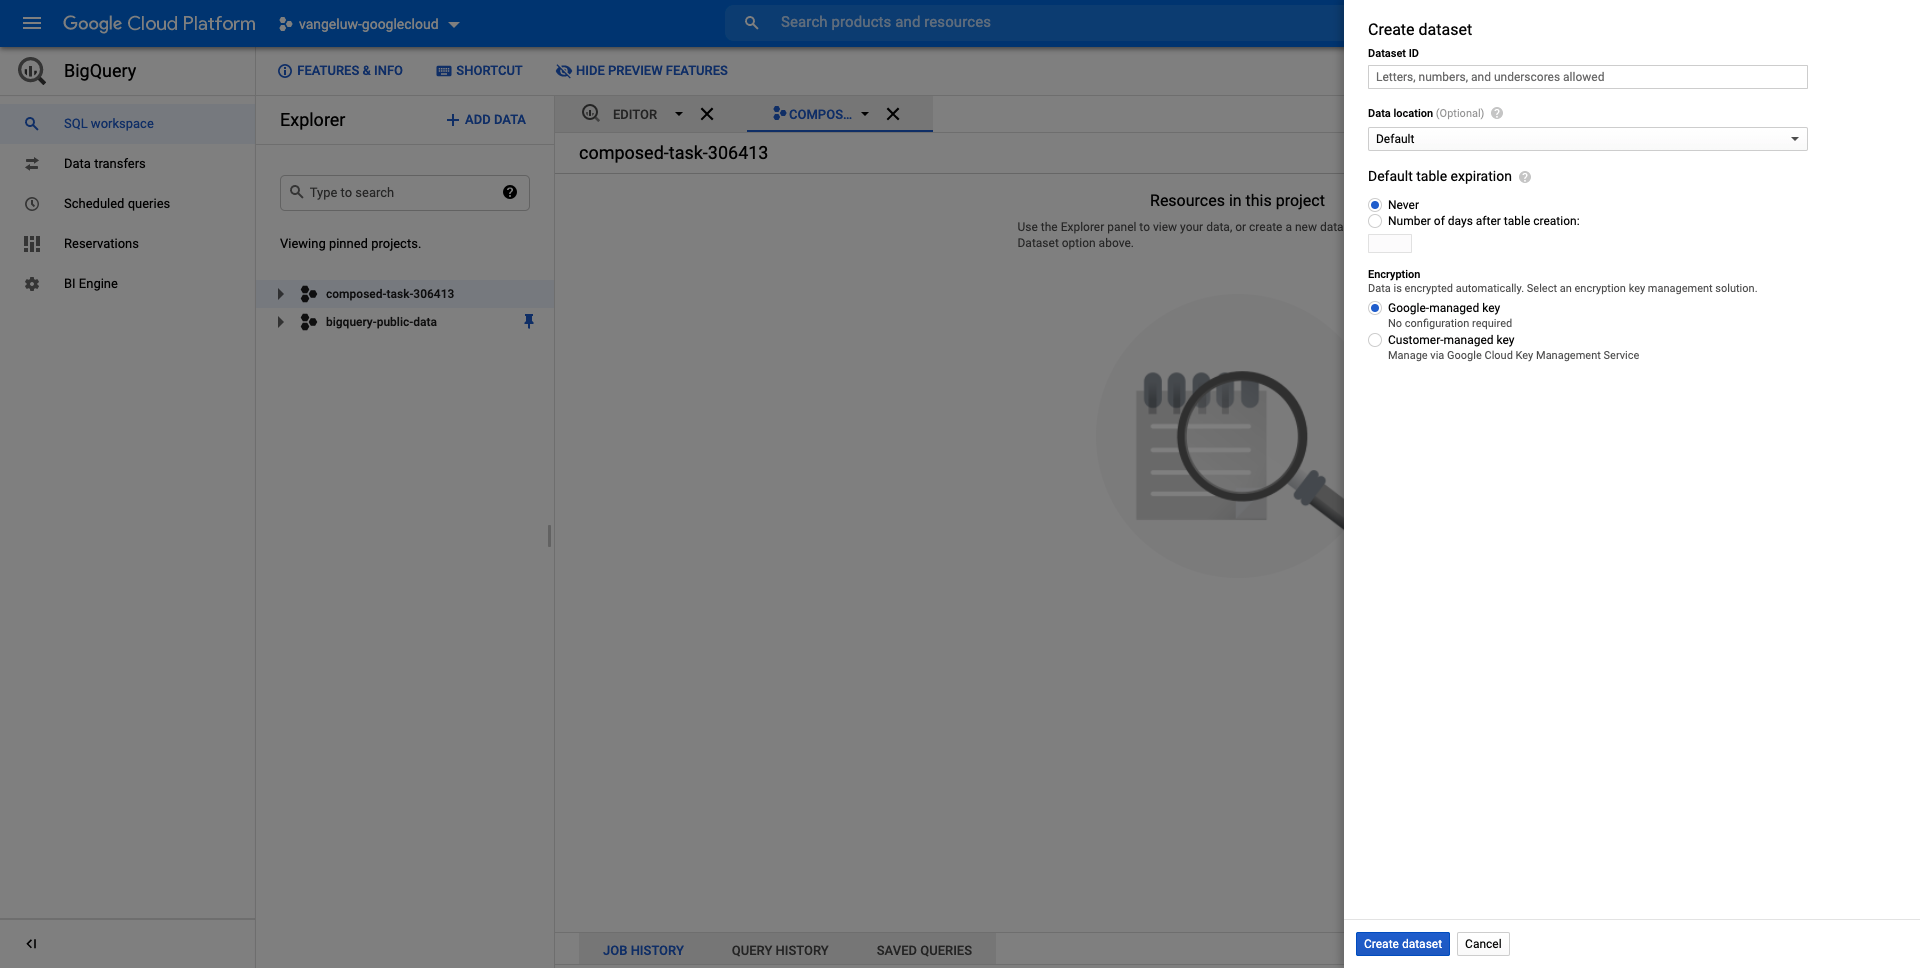 Google Cloud Platform
vangeluw-googlecloud
Search products and resources
BigQuery
FEATURES & INFO
SHORTCUT
HIDE PREVIEW FEATURES
SQL workspace
Data transfers
Scheduled queries
Reservations
BI Engine
Explorer
+ ADD DATA
Type to search
Viewing pinned projects.
composed-task-306413
bigquery-public-data
EDITOR
COMPOS...
composed-task-306413
Resources in this project
Use the Explorer panel to view your data, or create a new data
Dataset option above.
JOB HISTORY
QUERY HISTORY
SAVED QUERIES
Create dataset
Dataset ID
Letters, numbers, and underscores allowed
Data location (Optional)
Default
Default table expiration
Never
Number of days after table creation:
Encryption
Data is encrypted automatically. Select an encryption key management solution.
Google-managed key
No configuration required
Customer-managed key
Manage via Google Cloud Key Management Service
Create dataset
Cancel